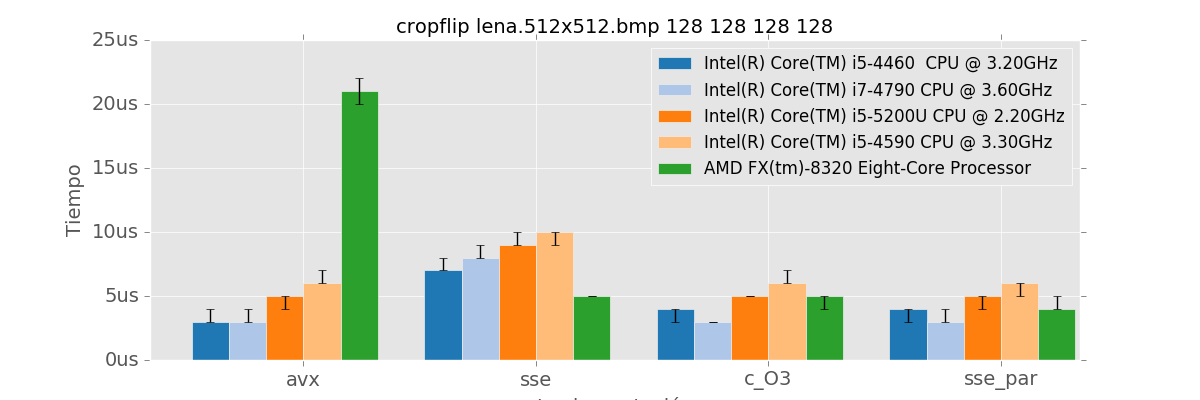 cropflip lena.512x512.bmp 128 128 128 128
25us
20us
15us
10us
5us
0us
Tiempo
Intel(R) Core(TM) i5-4460  CPU @ 3.20GHz
Intel(R) Core(TM) i7-4790 CPU @ 3.60GHz
Intel(R) Core(TM) i5-5200U CPU @ 2.20GHz
Intel(R) Core(TM) i5-4590 CPU @ 3.30GHz
AMD FX(tm)-8320 Eight-Core Processor
avx sse c_O3 sse_par